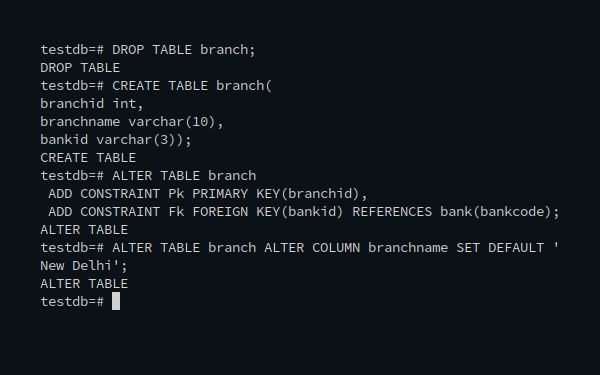 testdb=# DROP TABLE branch;
DROP TABLE
testdb=# CREATE TABLE branch(
branchid int,
branchname varchar(10),
bankid varchar(3));
CREATE TABLE
testdb=# ALTER TABLE branch
 ADD CONSTRAINT Pk PRIMARY KEY(branchid),
 ADD CONSTRAINT Fk FOREIGN KEY(bankid) REFERENCES bank(bankcode);
ALTER TABLE
testdb=# ALTER TABLE branch ALTER COLUMN branchname SET DEFAULT '
New Delhi';
ALTER TABLE
testdb=#